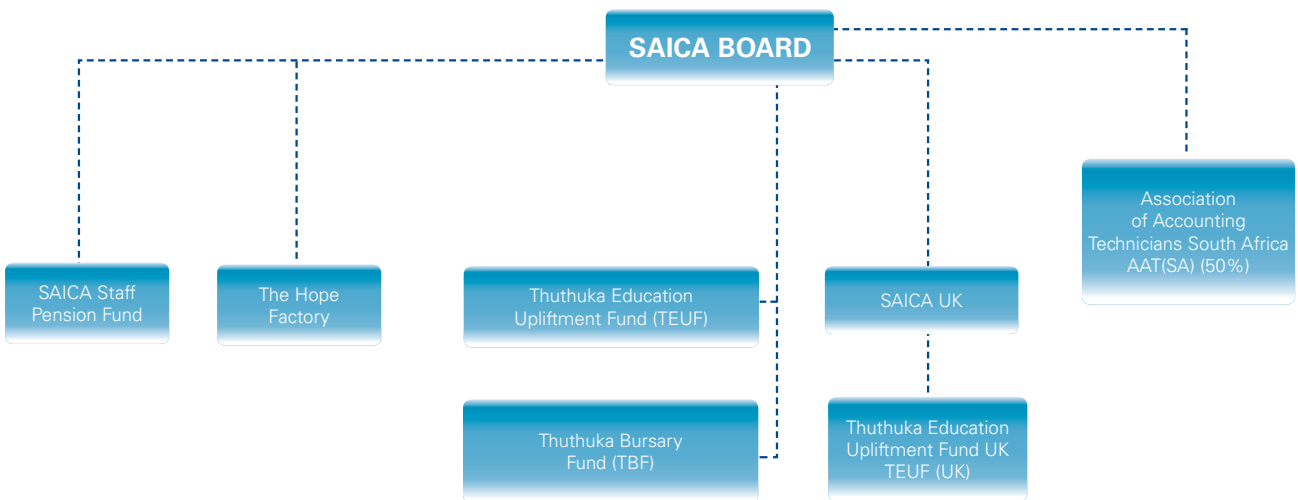 SAICA BOARD
Association
of Accounting
Technicians South Africa
AAT(SA) (50%)
SAICA Staff
Pension Fund
The Hope
Factory
Thuthuka Education
Upliftment Fund (TEUF)
SAICA UK
Thuthuka Bursary
Fund (TBF)
Thuthuka Education
Upliftment Fund UK
TEUF (UK)